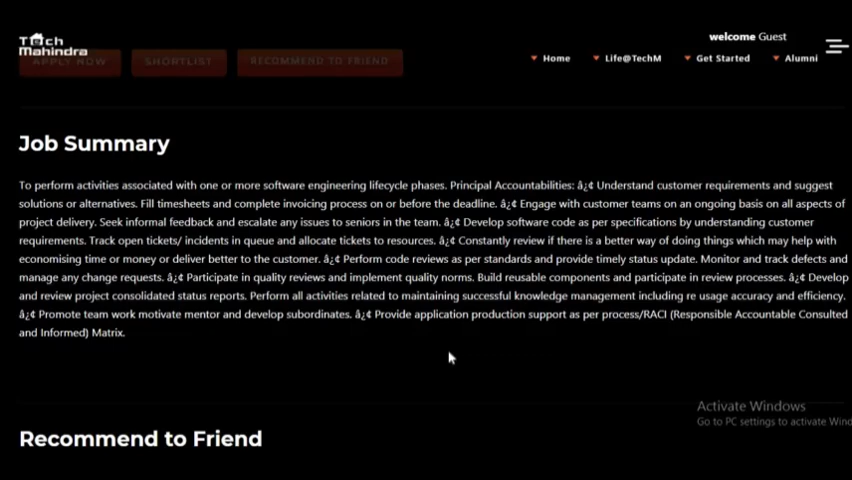 Tech
Mahindra
welcome Guest
Home
Life@TechM
Get Started
Alumni
APPLY NOW
SHORTLIST
RECOMMEND TO FRIEND
Job Summary
To perform activities associated with one or more software engineering lifecycle phases. Principal Accountabilities: â¿¢ Understand customer requirements and suggest
solutions or alternatives. Fill timesheets and complete invoicing process on or before the deadline. â¿¢ Engage with customer teams on an ongoing basis on all aspects of
project delivery. Seek informal feedback and escalate any issues to seniors in the team. â¿¢ Develop software code as per specifications by understanding customer
requirements. Track open tickets/ incidents in queue and allocate tickets to resources. â¿¢ Constantly review if there is a better way of doing things which may help with
economising time or money or deliver better to the customer. â¿¢ Perform code reviews as per standards and provide timely status update. Monitor and track defects and
manage any change requests. â¿¢ Participate in quality reviews and implement quality norms. Build reusable components and participate in review processes. â¿¢ Develop
and review project consolidated status reports. Perform all activities related to maintaining successful knowledge management including re usage accuracy and efficiency.
â¿¢ Promote team work motivate mentor and develop subordinates. â¿¢ Provide application production support as per process/RACI (Responsible Accountable Consulted
and Informed) Matrix.
Activate Windows
Go to PC settings to activate Wind
Recommend to Friend